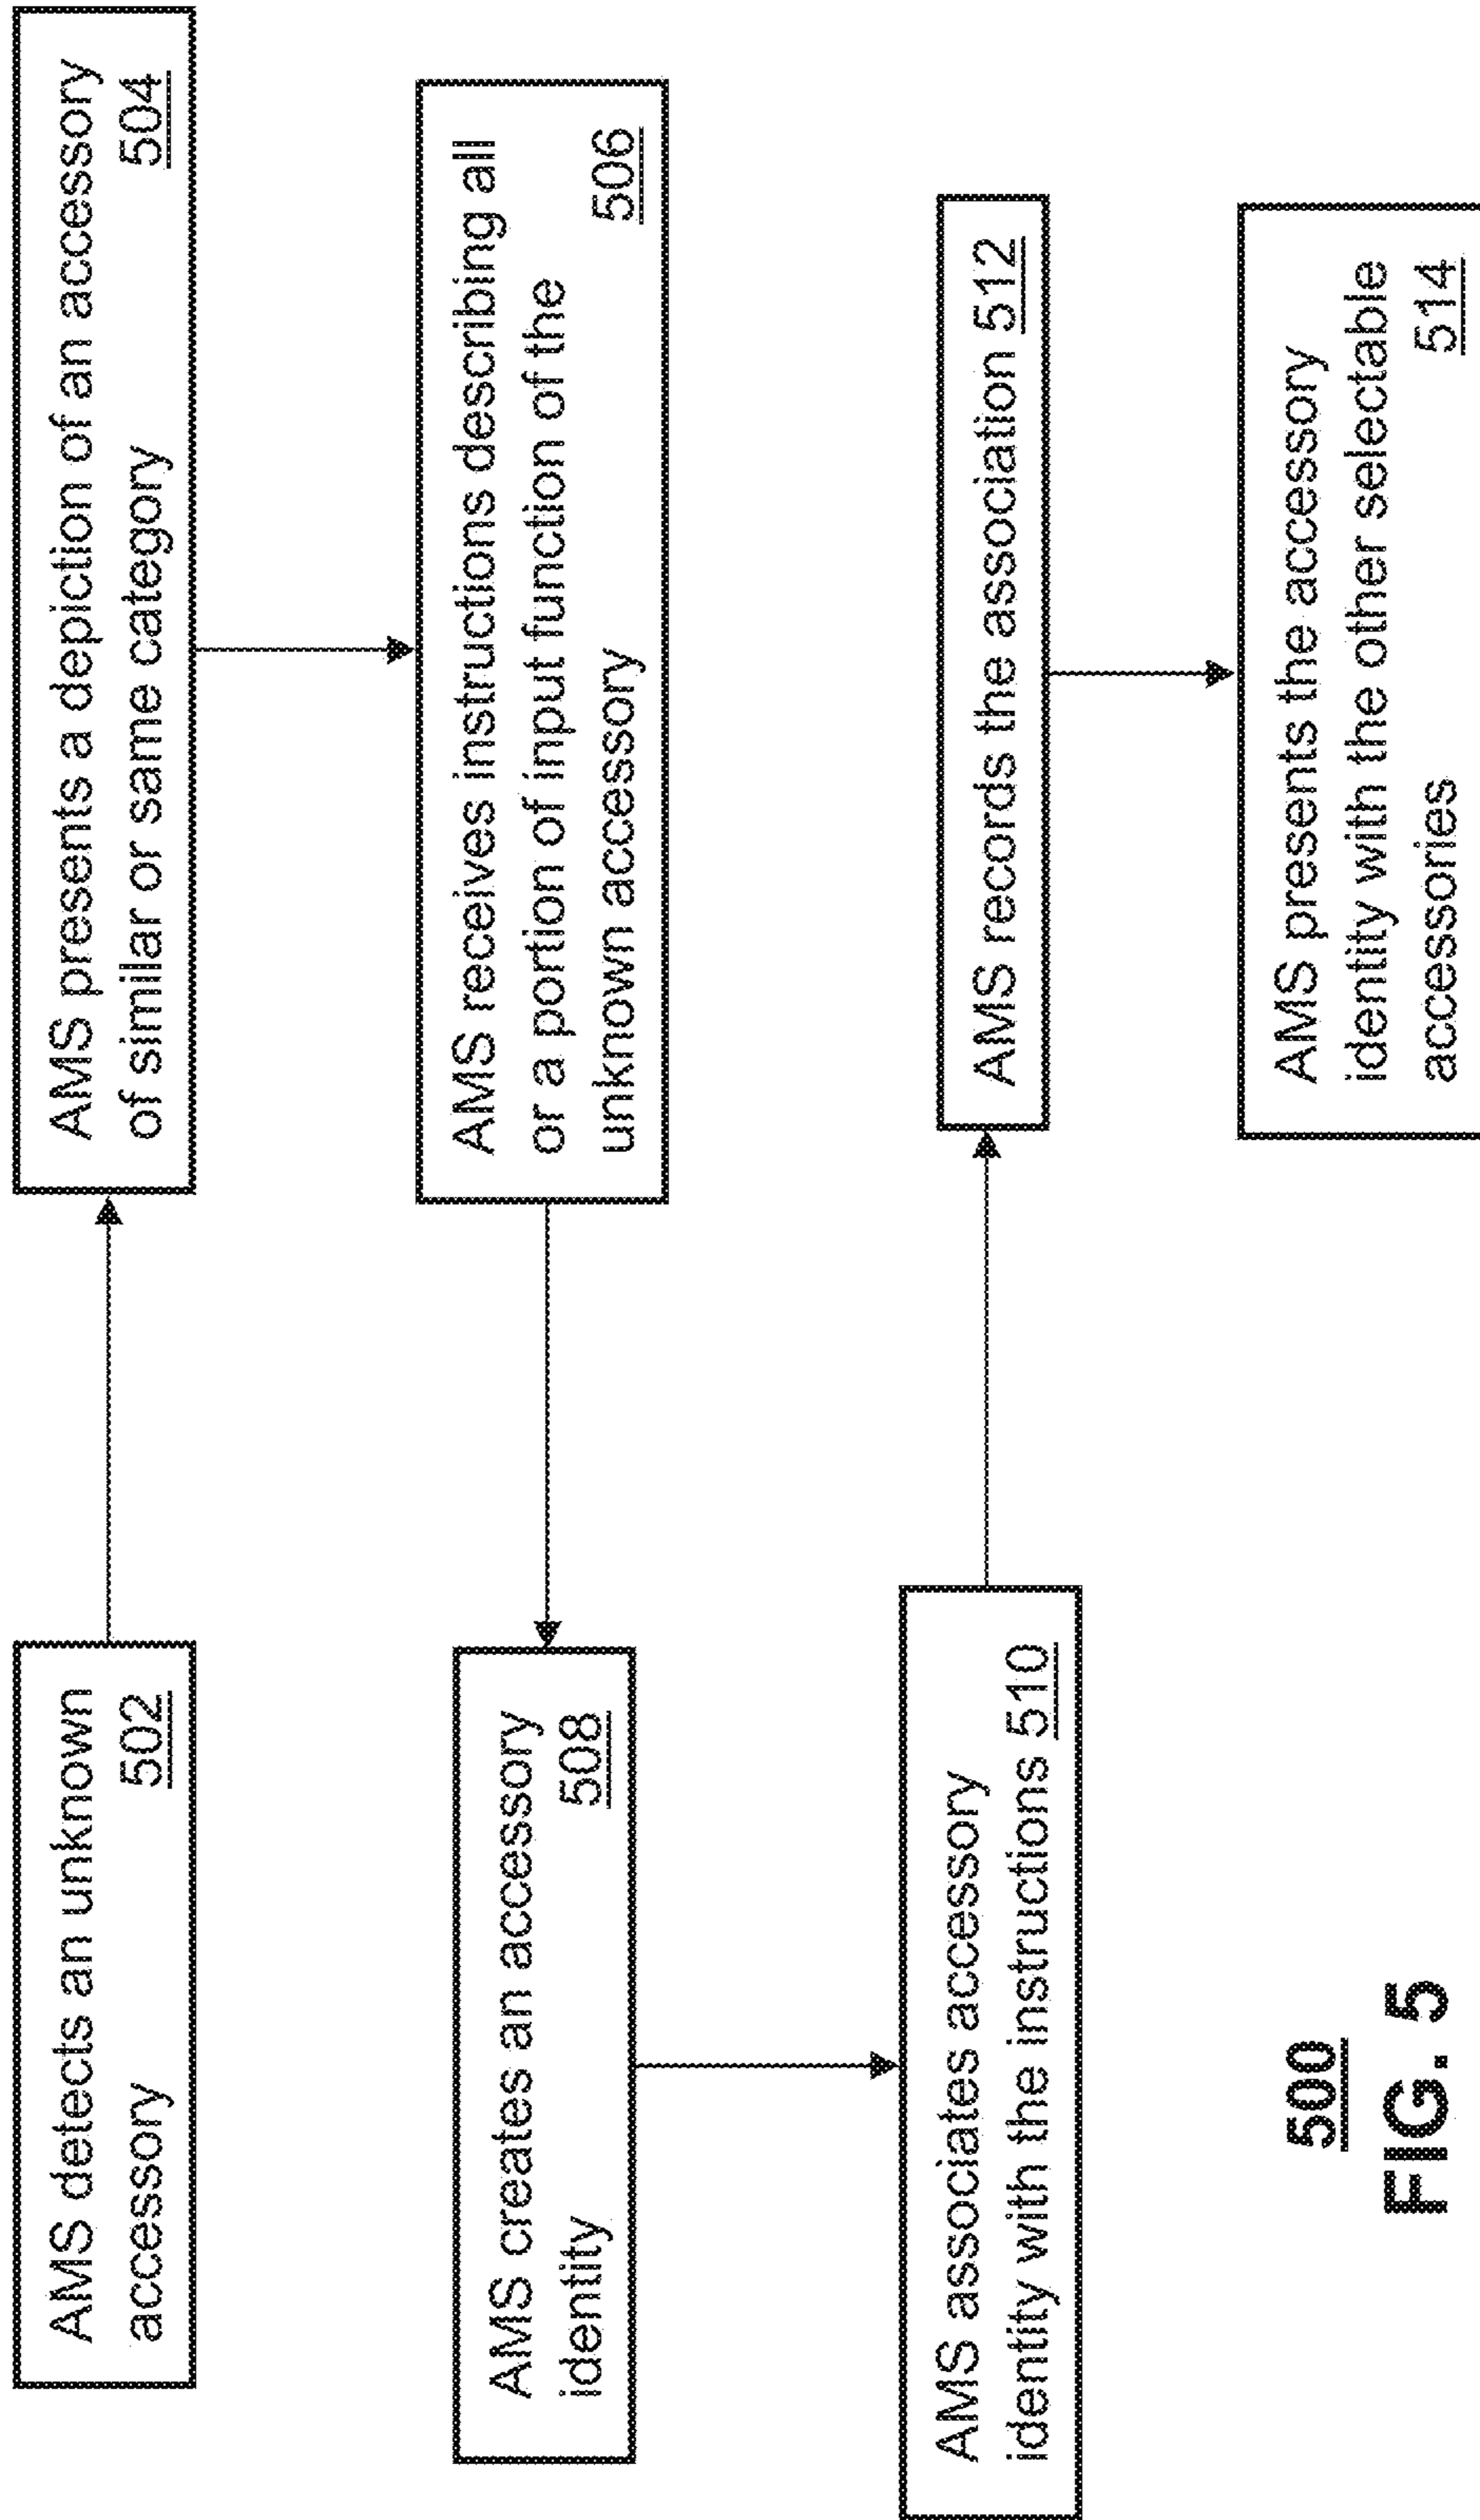 AMS detects an unknown
accessory 502
AMS presents a depiction of an accessory
of similar or same category 504
AMS receives instructions describing all
or a portion of input function of the
unknown accessory 506
AMS creates an accessory
identity 508
AMS associates accessory
identity with the instructions 510
AMS records the association 512
AMS presents the accessory
identity with the other selectable
accessories 514
500
FIG. 5